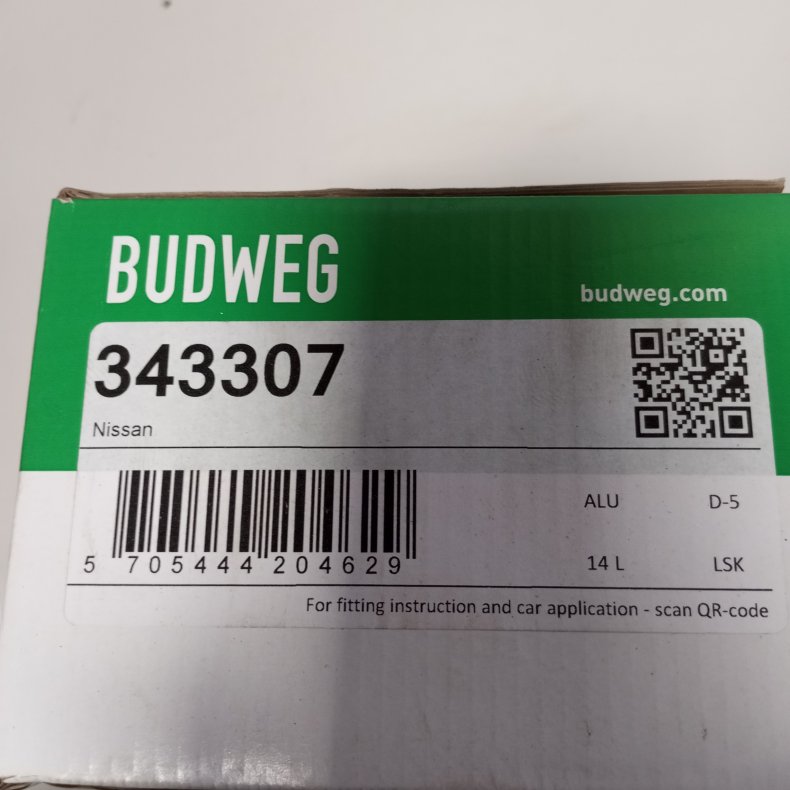 BUDWEG
budweg.com
343307
Nissan
ALU D-5
5 705444 204629
14 L LSK
For fitting instruction and car application - scan QR-code